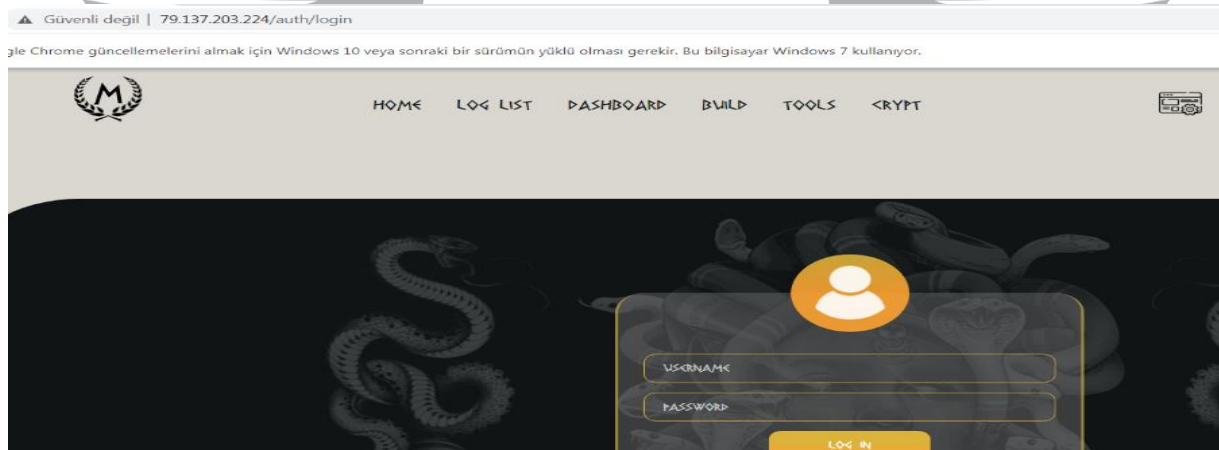 Güvenli değil | 79.137.203.224/auth/login
gle Chrome güncellemelerini almak için Windows 10 veya sonraki bir sürümün yüklü olması gerekir. Bu bilgisayar Windows 7 kullanıyor.
M
HOME LOG LIST DASHBOARD BUILD TOOLS CRYPT
USERNAME
PASSWORD
LOG IN